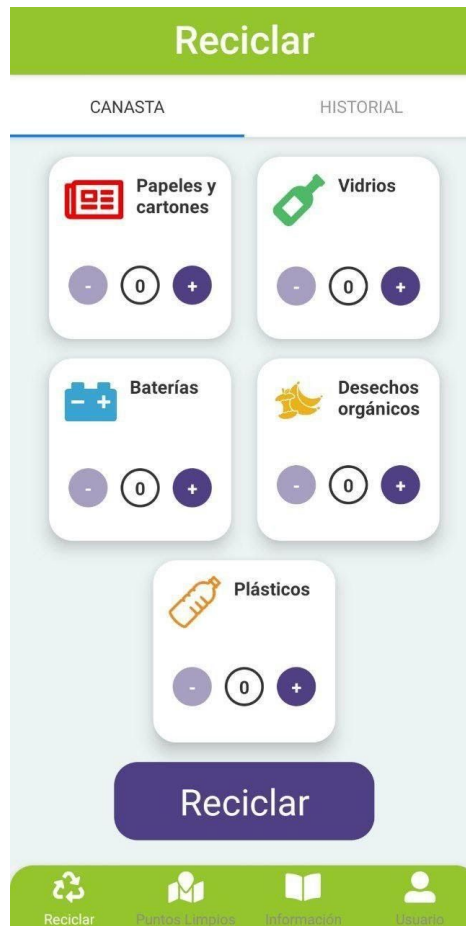 Reciclar
CANASTA
HISTORIAL
Papeles y
cartones
- 0 +
Vidrios
- 0 +
Baterías
- 0 +
Desechos
orgánicos
- 0 +
Plásticos
- 0 +
Reciclar
Reciclar
Puntos Limpios
Información
Usuario